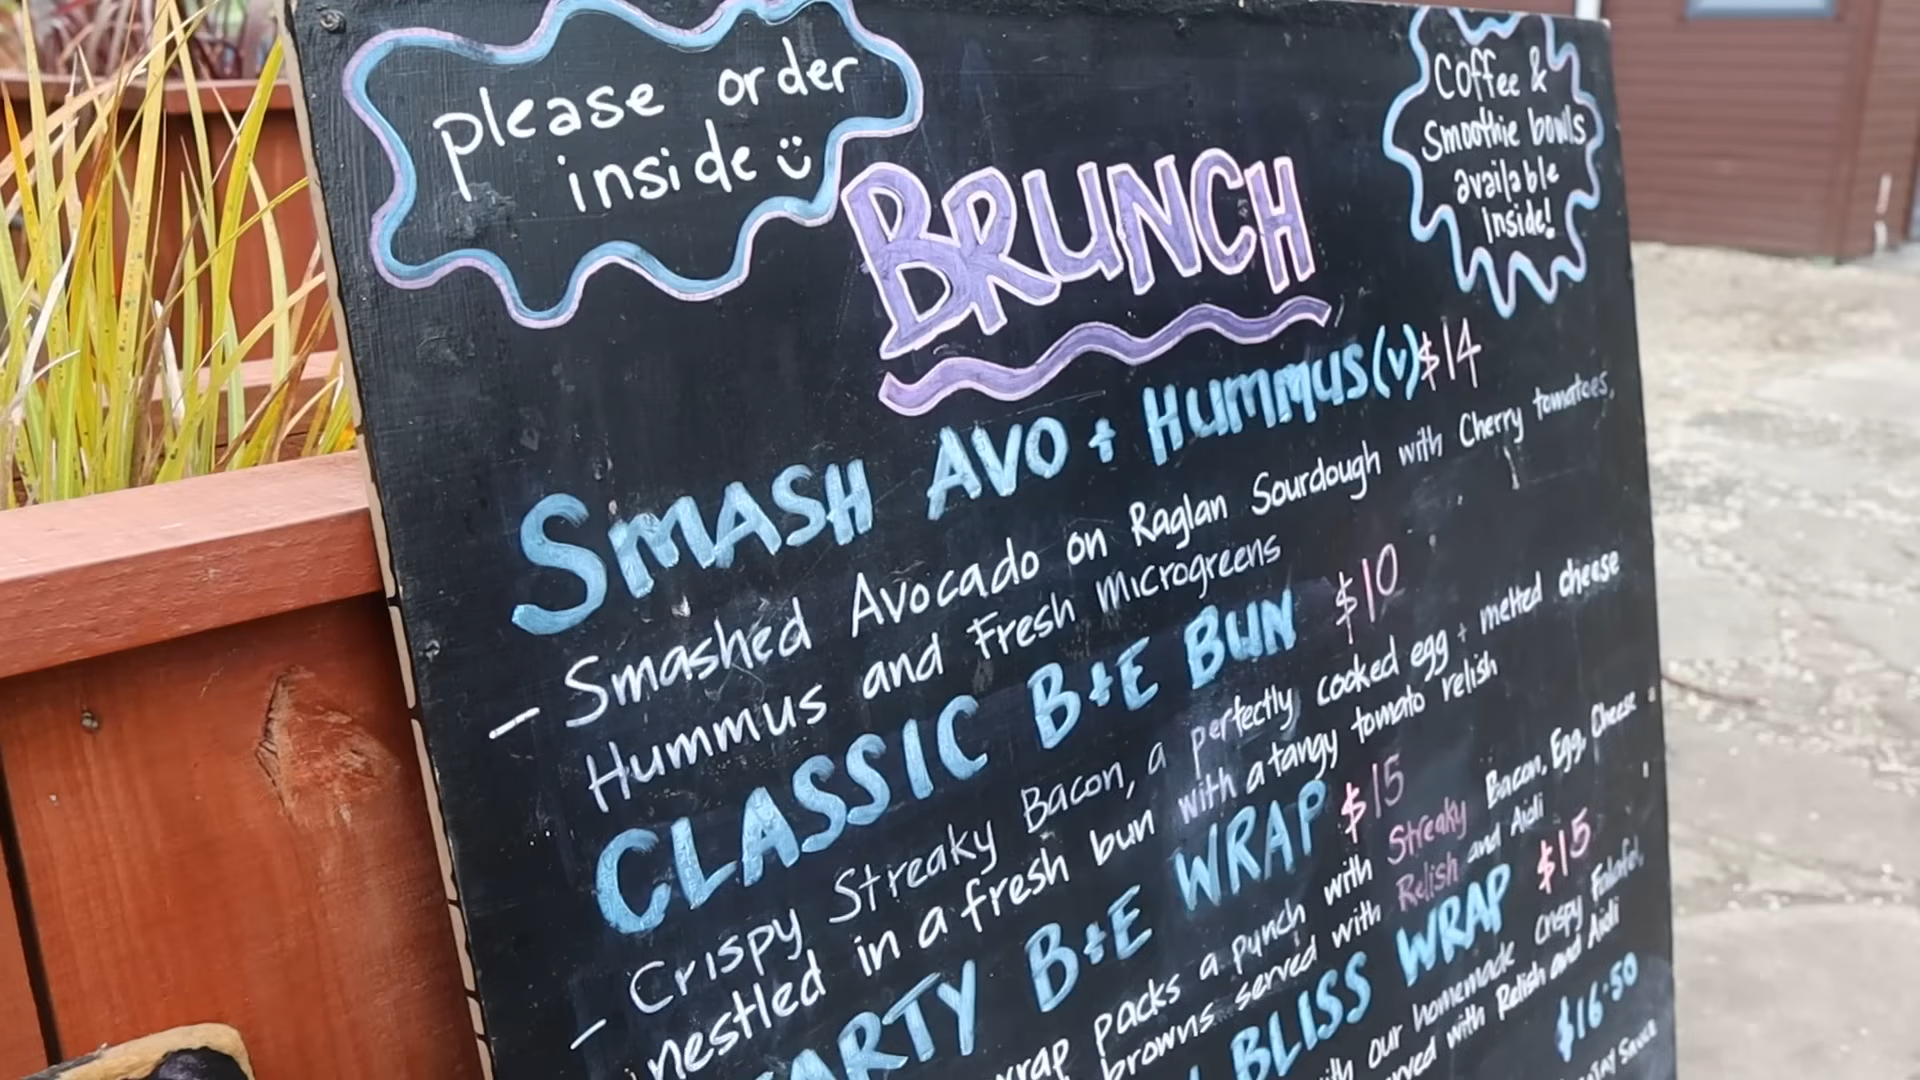 please order
inside
Coffee &
Smoothie bowls
available
Inside!
BRUNCH
SMASH AVO + HUMMUS (v) $14
- Smashed Avocado on Raglan Sourdough with Cherry tomatoes,
Hummus and Fresh microgreens
CLASSIC B+E BUN $10
- Crispy Streaky Bacon, a perfectly cooked egg + melted cheese
nestled in a fresh bun with a tangy tomato relish
ARTY B+E WRAP $15
wrap packs a punch with Streaky Bacon, Egg, Cheese
browns served with Relish and Aioli
BLISS WRAP $15
with our homemade crispy Falafel,
served with Relish and Aioli
$16.50
Sauce